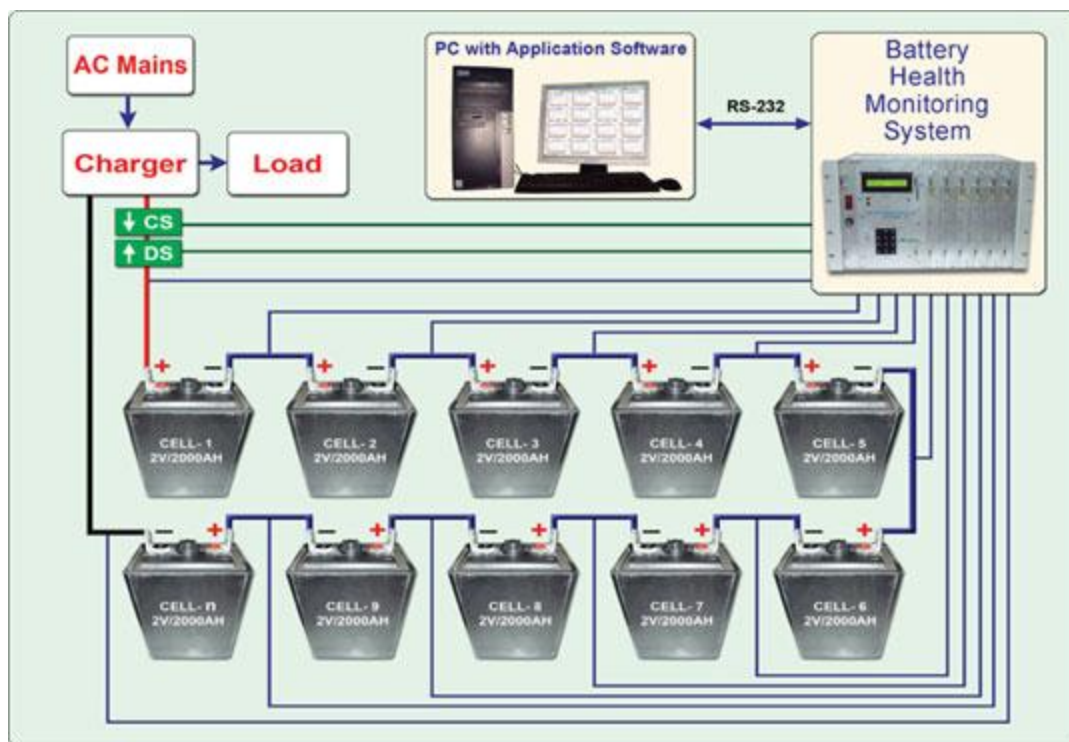 AC Mains
PC with Application Software
Battery
Health
Monitoring
System
RS-232
Charger
Load
↓ CS
↑ DS
+ − + − + − + − + −
CELL- 1
2V/2000AH
CELL- 2
2V/2000AH
CELL- 3
2V/2000AH
CELL- 4
2V/2000AH
CELL- 5
2V/2000AH
− + − + − + − + − +
CELL- n
2V/2000AH
CELL- 9
2V/2000AH
CELL- 8
2V/2000AH
CELL- 7
2V/2000AH
CELL- 6
2V/2000AH